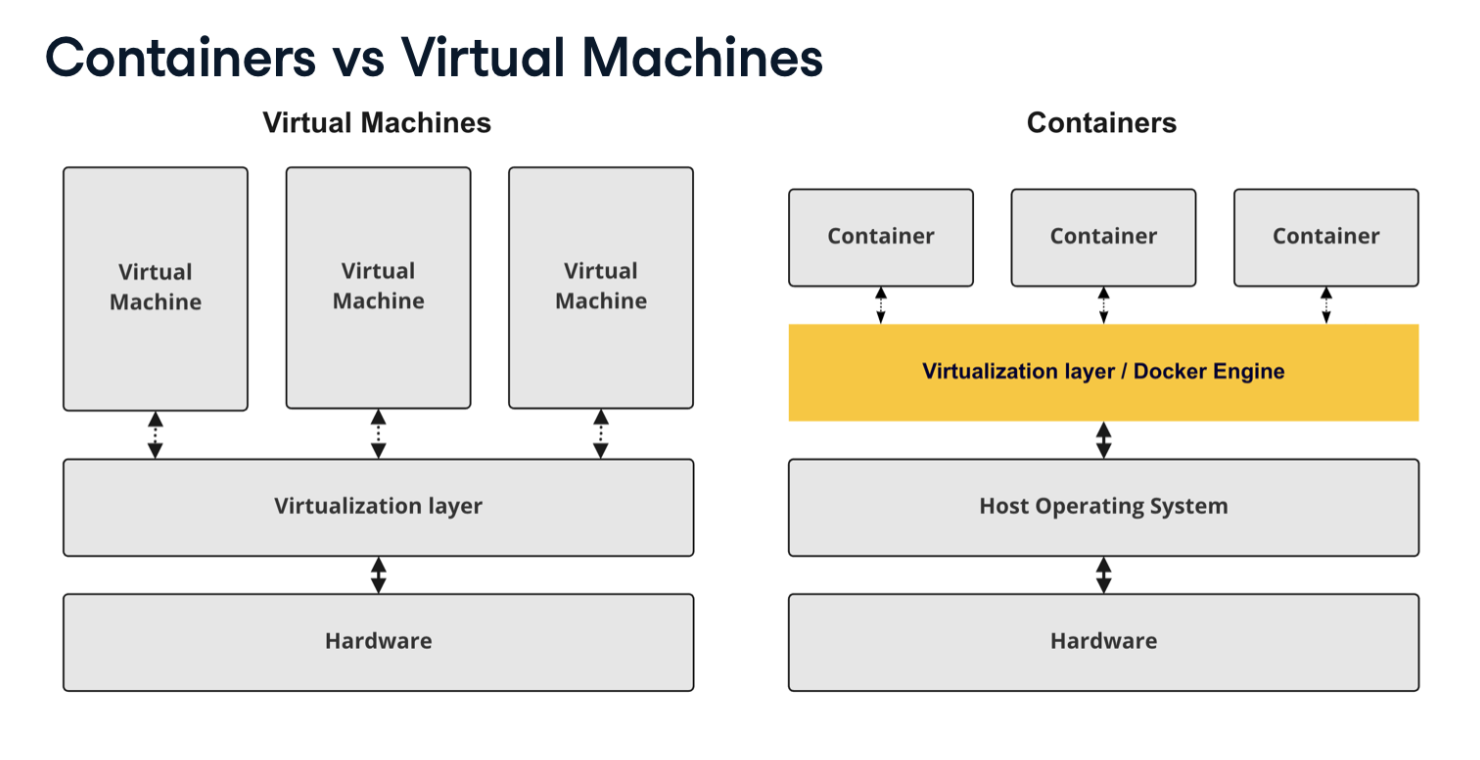 Containers vs Virtual Machines
Virtual Machines
Virtual
Machine
Virtual
Machine
Virtual
Machine
Virtualization layer
Hardware
Containers
Container
Container
Container
Virtualization layer / Docker Engine
Host Operating System
Hardware